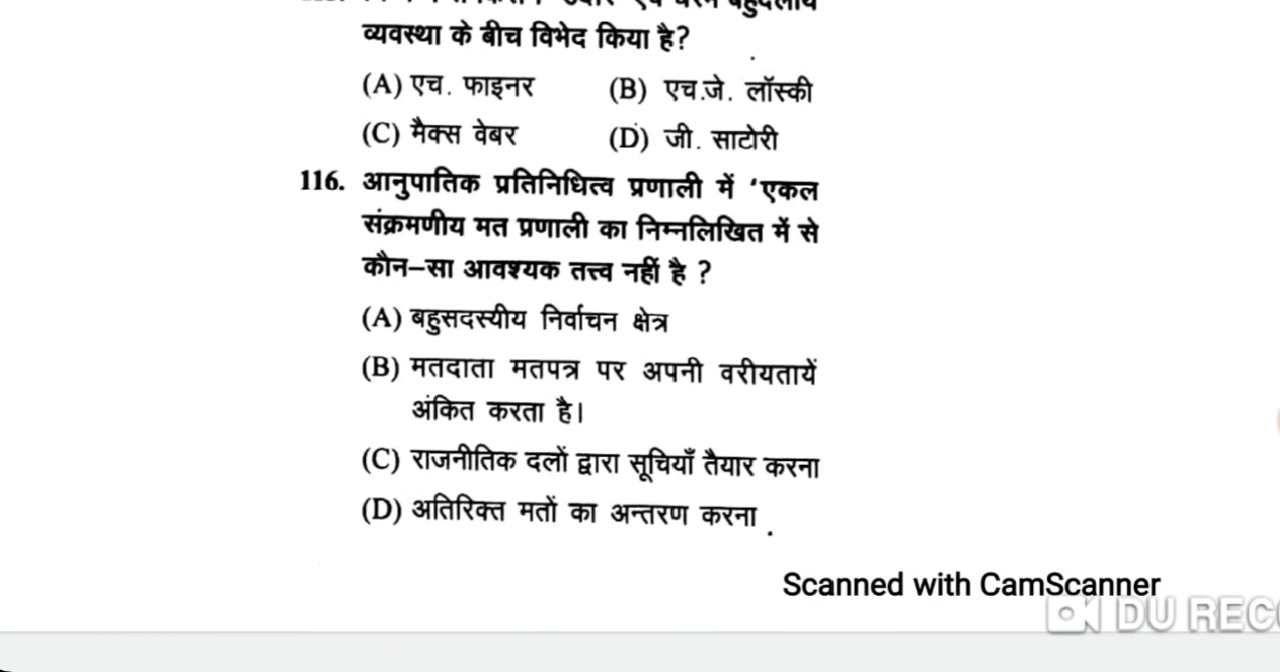 व्यवस्था के बीच विभेद किया है?
(A) एच. फाइनर (B) एच.जे. लॉस्की
(C) मैक्स वेबर (D) जी. साटोरी
116. आनुपातिक प्रतिनिधित्व प्रणाली में ‘एकल
संक्रमणीय मत प्रणाली का निम्नलिखित में से
कौन–सा आवश्यक तत्त्व नहीं है ?
(A) बहुसदस्यीय निर्वाचन क्षेत्र
(B) मतदाता मतपत्र पर अपनी वरीयतायें
अंकित करता है।
(C) राजनीतिक दलों द्वारा सूचियाँ तैयार करना
(D) अतिरिक्त मतों का अन्तरण करना
Scanned with CamScanner
DU REC